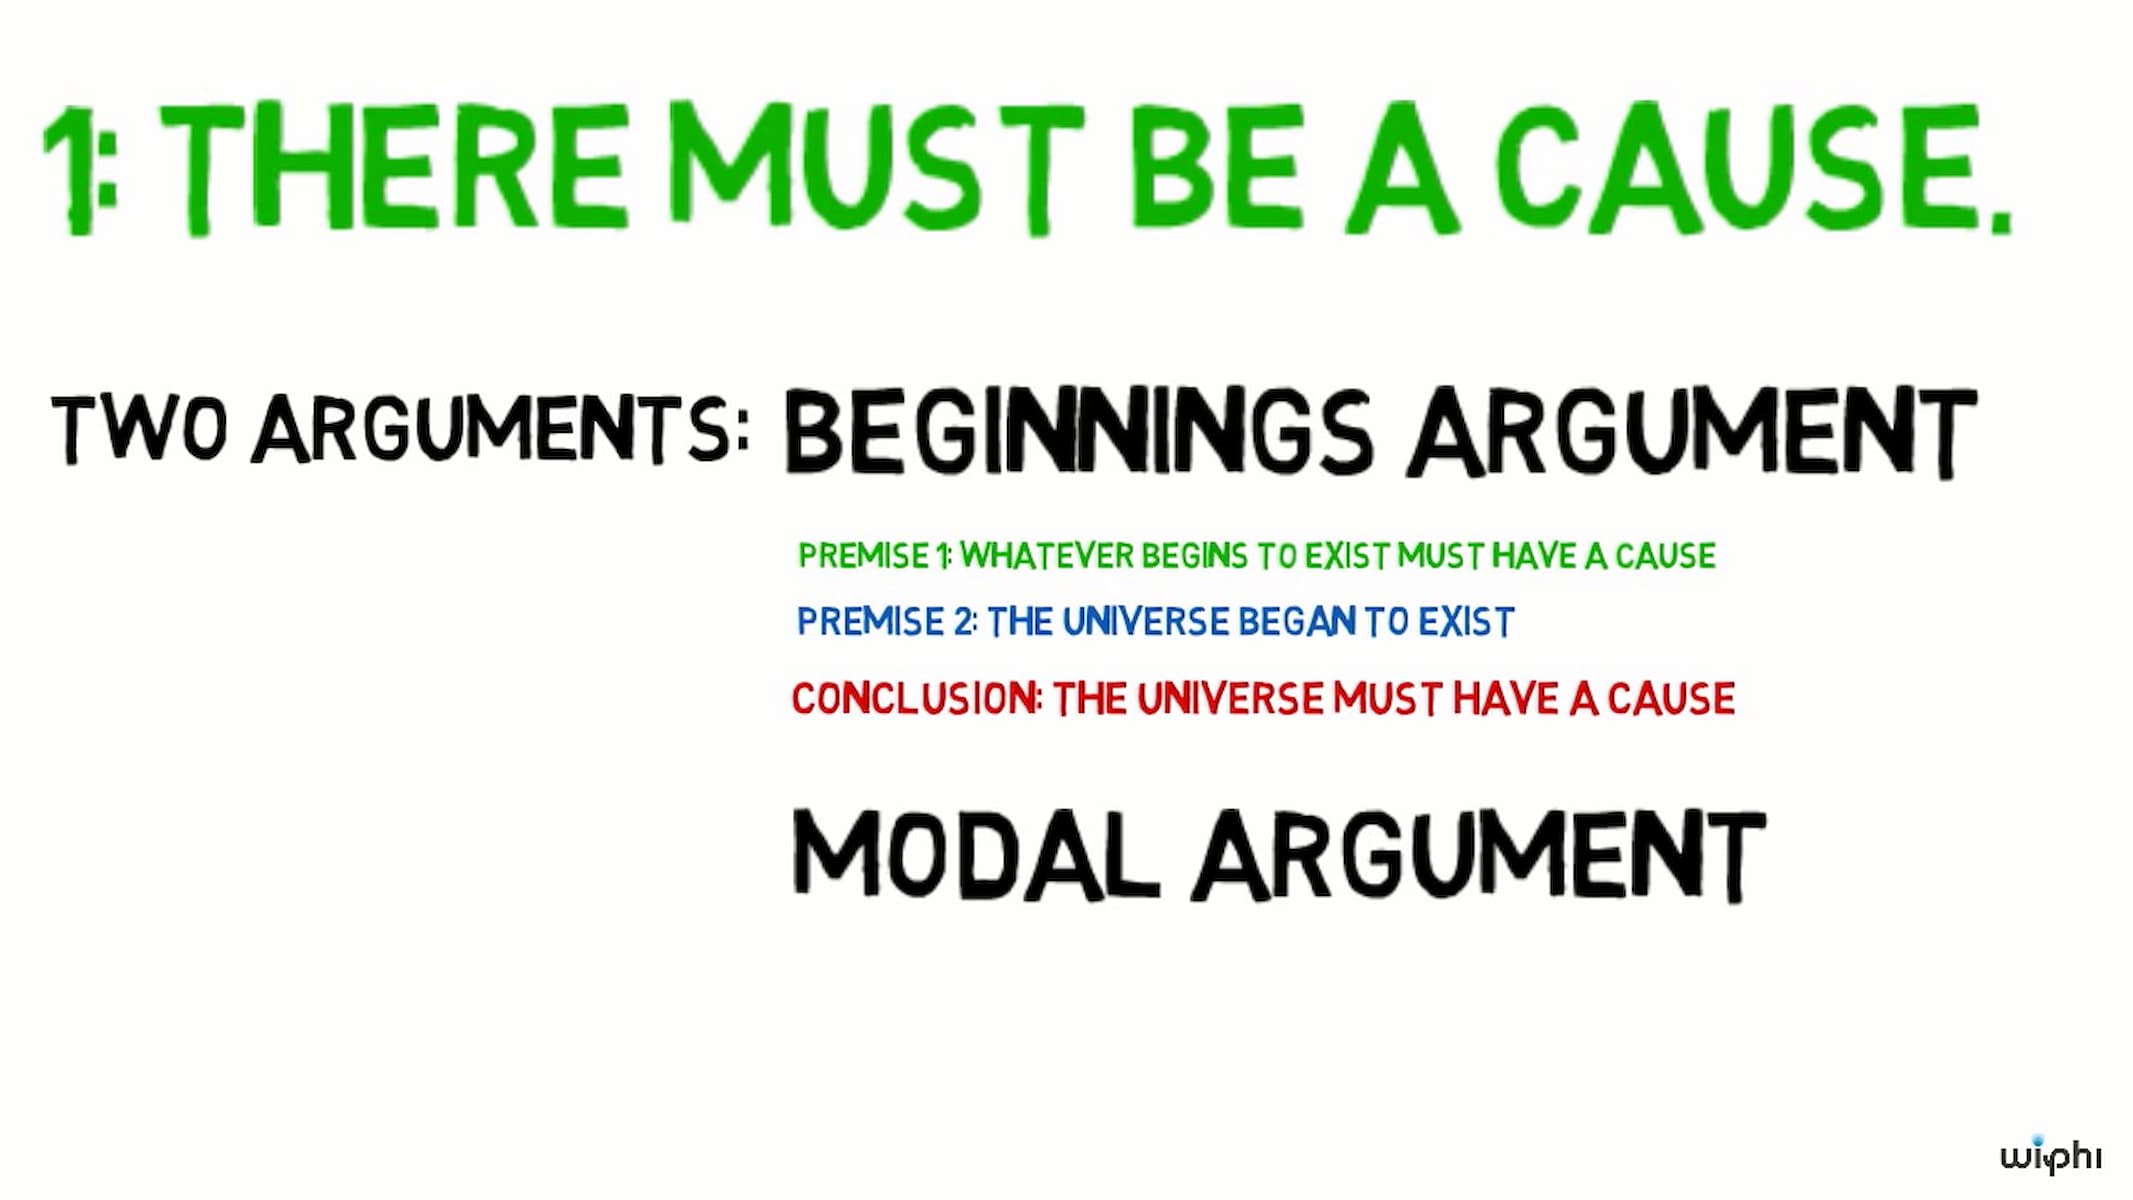 1: THERE MUST BE A CAUSE.
TWO ARGUMENTS: BEGINNINGS ARGUMENT
PREMISE 1: WHATEVER BEGINS TO EXIST MUST HAVE A CAUSE
PREMISE 2: THE UNIVERSE BEGAN TO EXIST
CONCLUSION: THE UNIVERSE MUST HAVE A CAUSE
MODAL ARGUMENT
wiphi